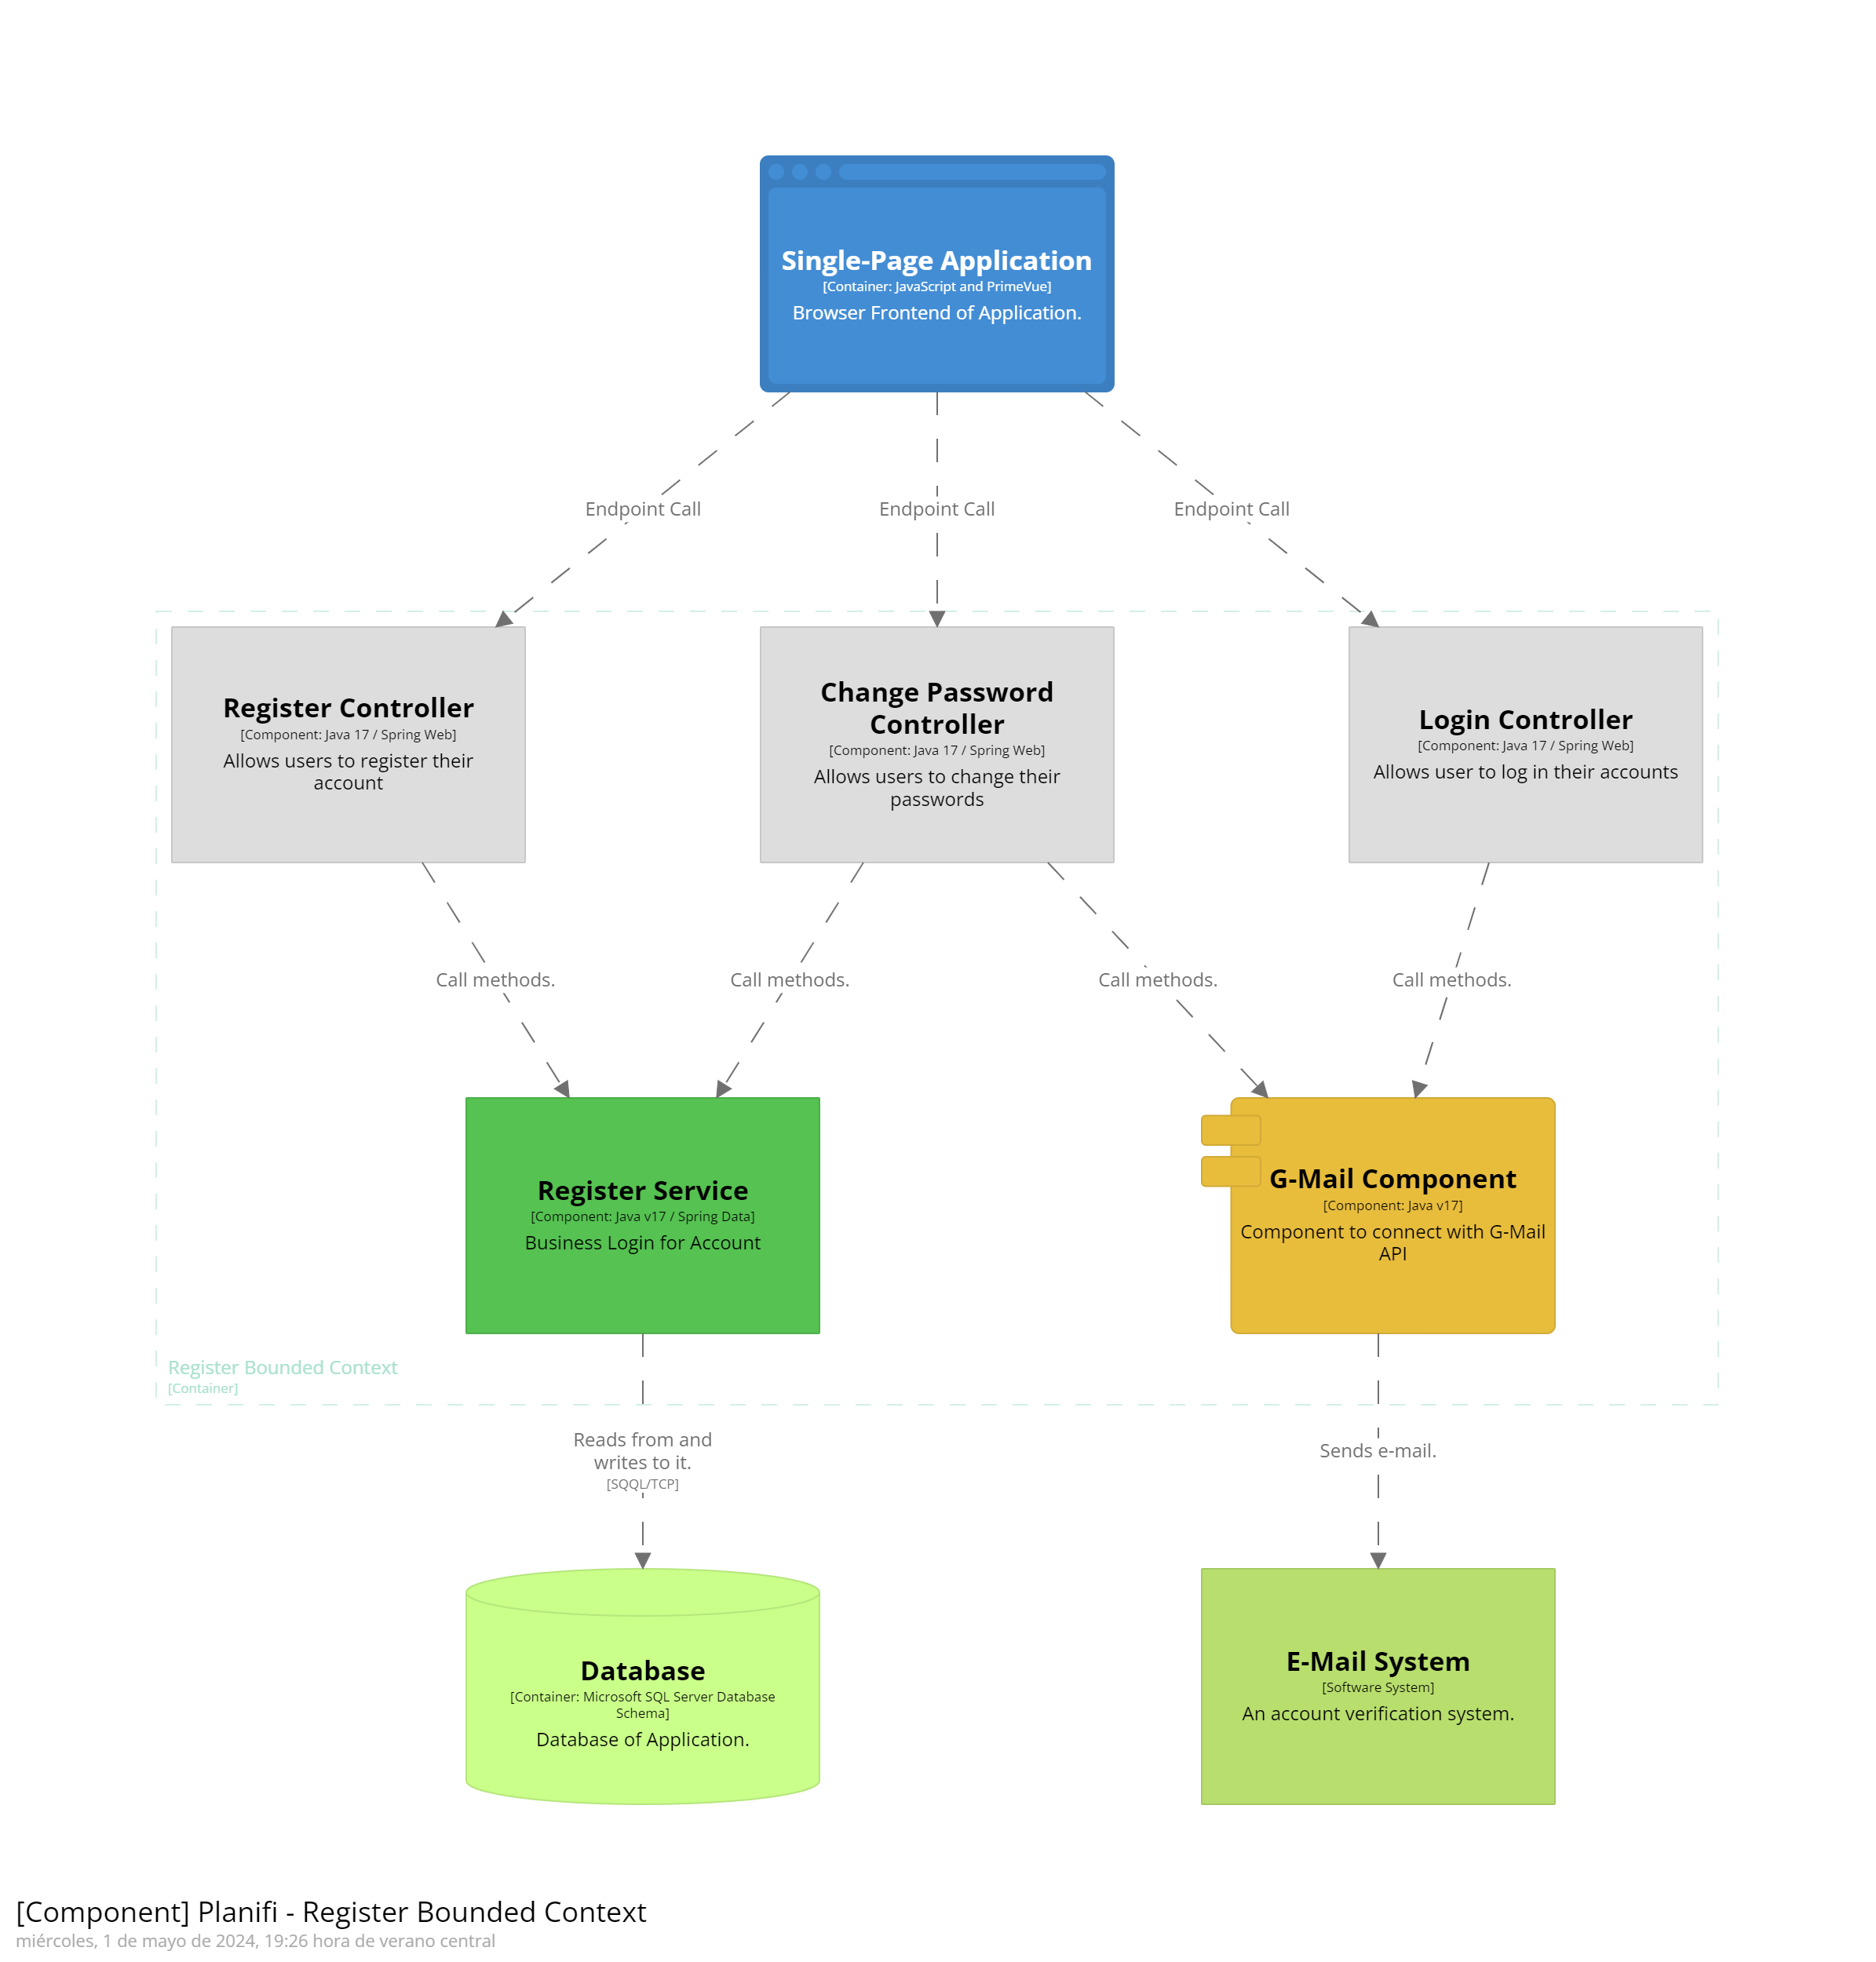 Single-Page Application
[Container: JavaScript and PrimeVue]
Browser Frontend of Application.
Endpoint Call
Endpoint Call
Endpoint Call
Register Controller
[Component: Java 17 / Spring Web]
Allows users to register their
account
Change Password
Controller
[Component: Java 17 / Spring Web]
Allows users to change their
passwords
Login Controller
[Component: Java 17 / Spring Web]
Allows user to log in their accounts
Call methods.
Call methods.
Call methods.
Call methods.
Register Service
[Component: Java v17 / Spring Data]
Business Login for Account
G-Mail Component
[Component: Java v17]
Component to connect with G-Mail
API
Register Bounded Context
[Container]
Reads from and
writes to it.
[SQQL/TCP]
Sends e-mail.
Database
[Container: Microsoft SQL Server Database
Schema]
Database of Application.
E-Mail System
[Software System]
An account verification system.
[Component] Planifi - Register Bounded Context
miércoles, 1 de mayo de 2024, 19:26 hora de verano central